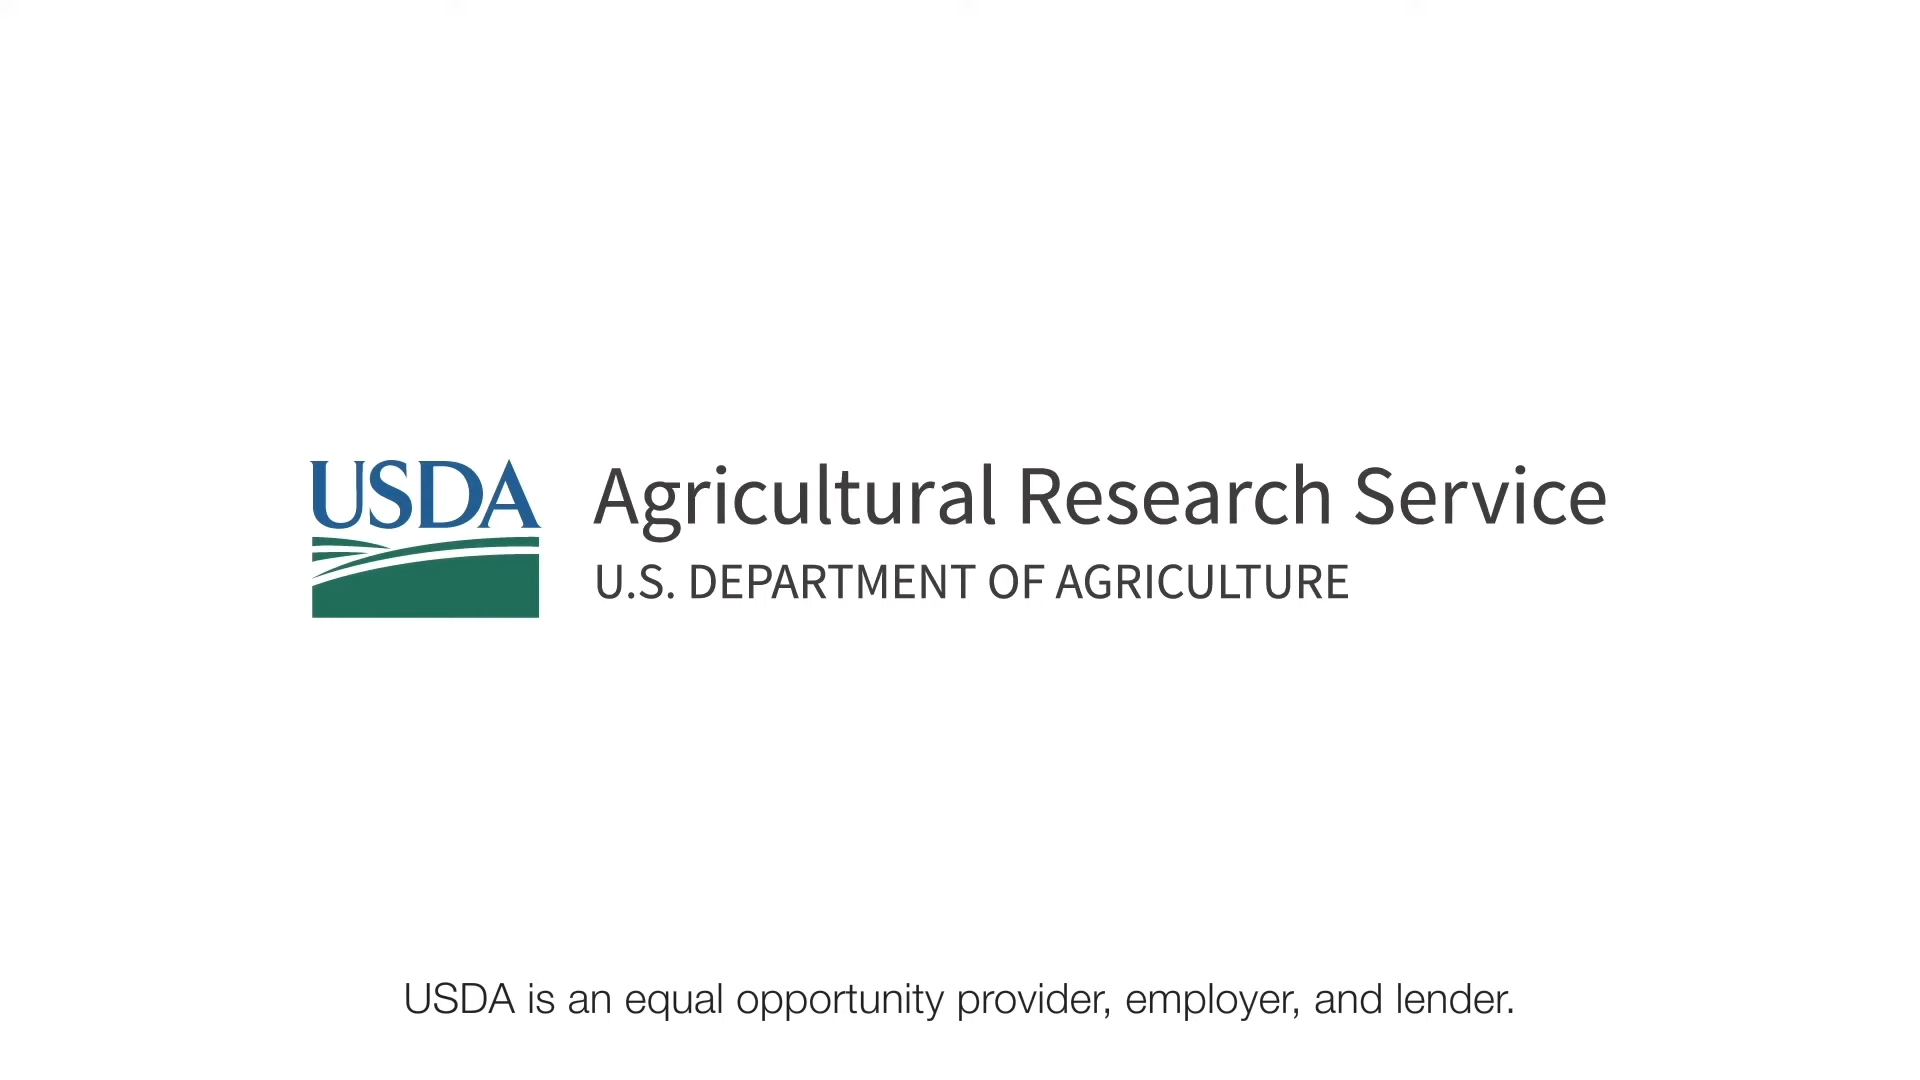 USDA
Agricultural Research Service
U.S. DEPARTMENT OF AGRICULTURE
USDA is an equal opportunity provider, employer, and lender.